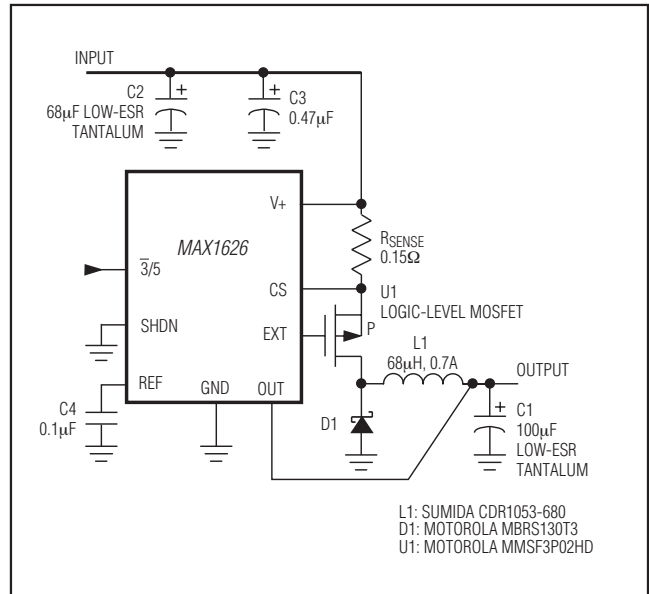 INPUT
C2
68μF LOW-ESR
TANTALUM
+
C3
0.47μF
+
MAX1626
V+
3̅/5
CS
SHDN
EXT
REF
GND
OUT
RSENSE
0.15Ω
U1
LOGIC-LEVEL MOSFET
P
L1
68μH, 0.7A
OUTPUT
D1
+
C1
100μF
LOW-ESR
TANTALUM
C4
0.1μF
L1: SUMIDA CDR1053-680
D1: MOTOROLA MBRS130T3
U1: MOTOROLA MMSF3P02HD